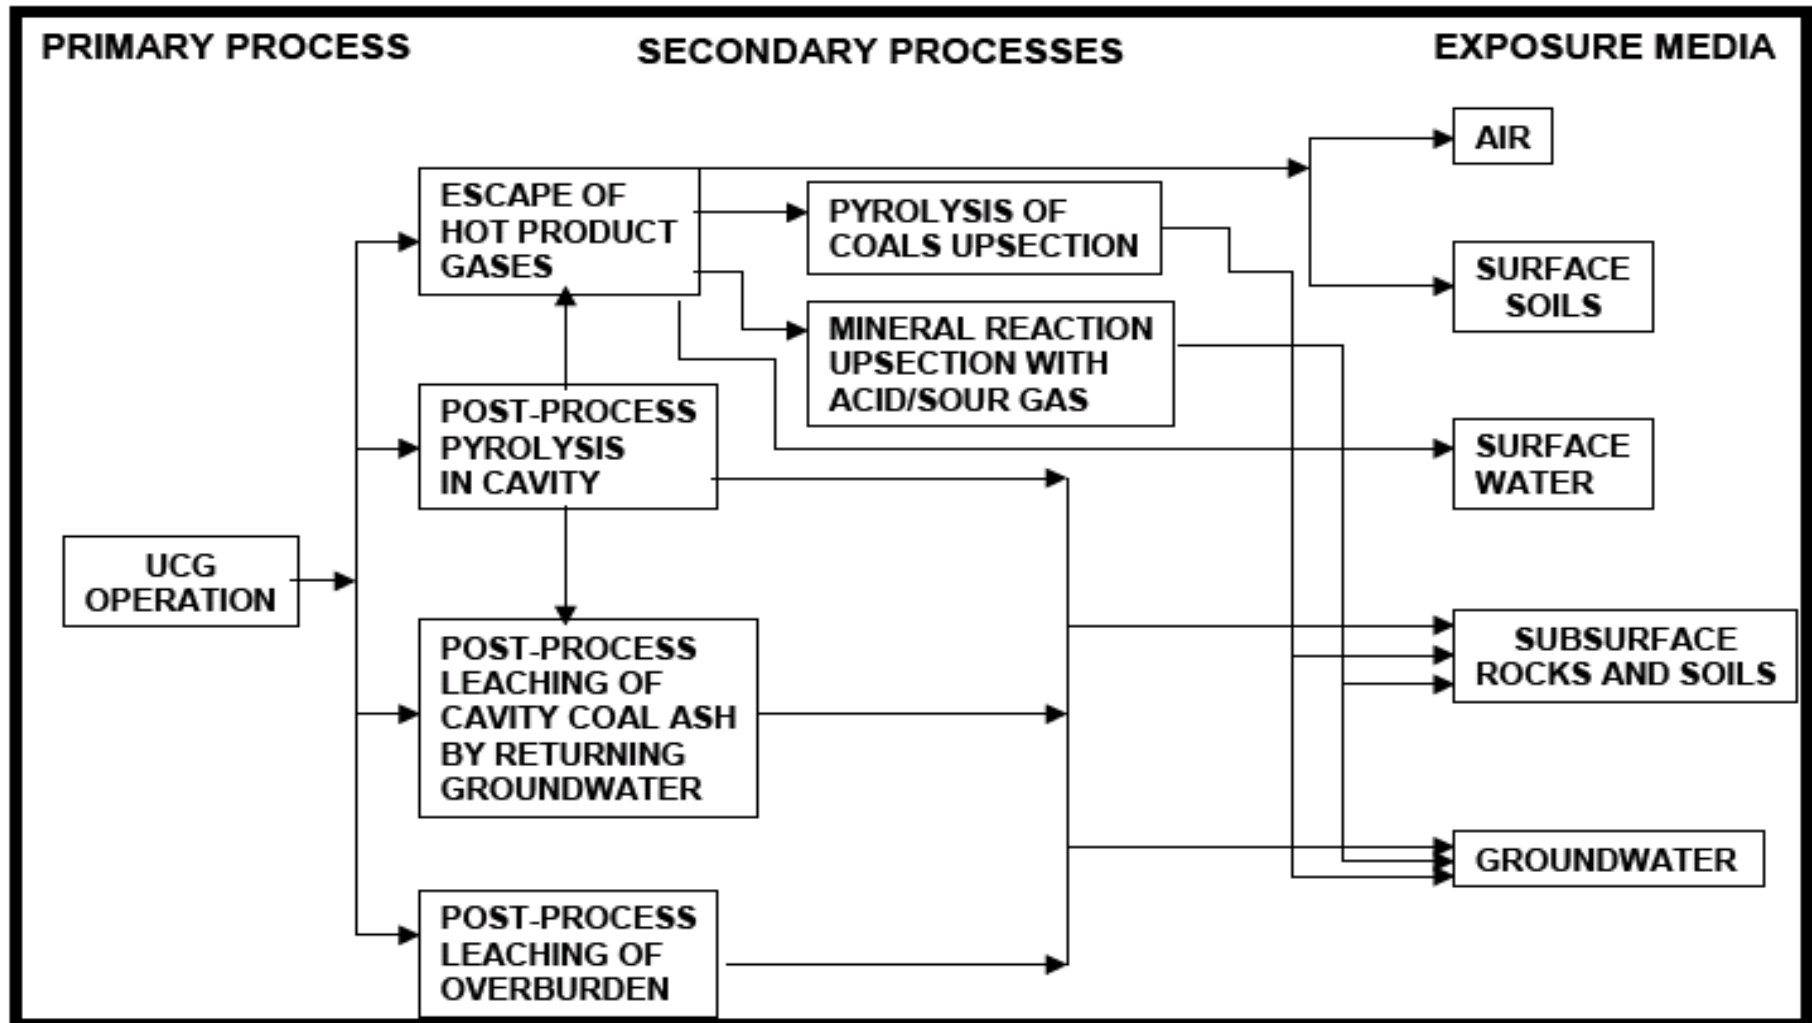 PRIMARY PROCESS
SECONDARY PROCESSES
EXPOSURE MEDIA
UCG
OPERATION
ESCAPE OF
HOT PRODUCT
GASES
POST-PROCESS
PYROLYSIS
IN CAVITY
POST-PROCESS
LEACHING OF
CAVITY COAL ASH
BY RETURNING
GROUNDWATER
POST-PROCESS
LEACHING OF
OVERBURDEN
PYROLYSIS OF
COALS UPSECTION
MINERAL REACTION
UPSECTION WITH
ACID/SOUR GAS
AIR
SURFACE
SOILS
SURFACE
WATER
SUBSURFACE
ROCKS AND SOILS
GROUNDWATER